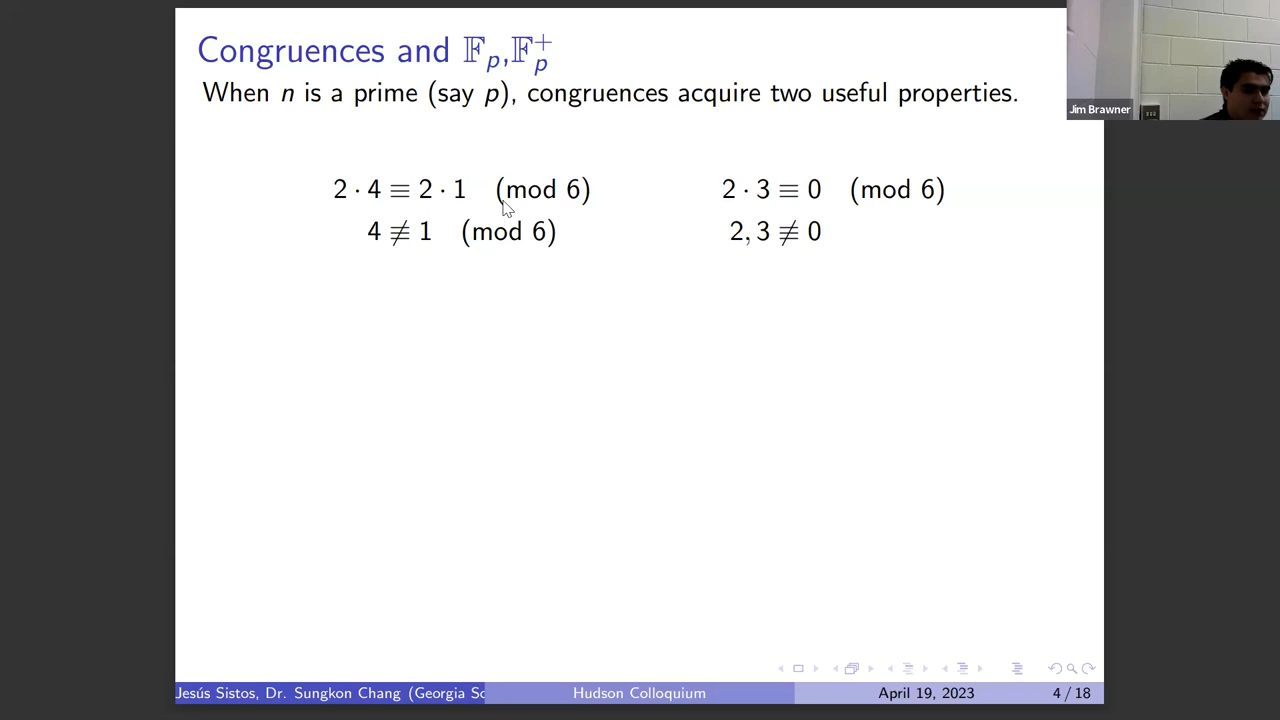 Congruences and 𝔽ₚ,𝔽ₚ⁺
When n is a prime (say p), congruences acquire two useful properties.
2 · 4 ≡ 2 · 1 (mod 6)
4 ≢ 1 (mod 6)
2 · 3 ≡ 0 (mod 6)
2, 3 ≢ 0
Jim Brawner
Jesús Sistos, Dr. Sungkon Chang (Georgia So
Hudson Colloquium
April 19, 2023
4 / 18